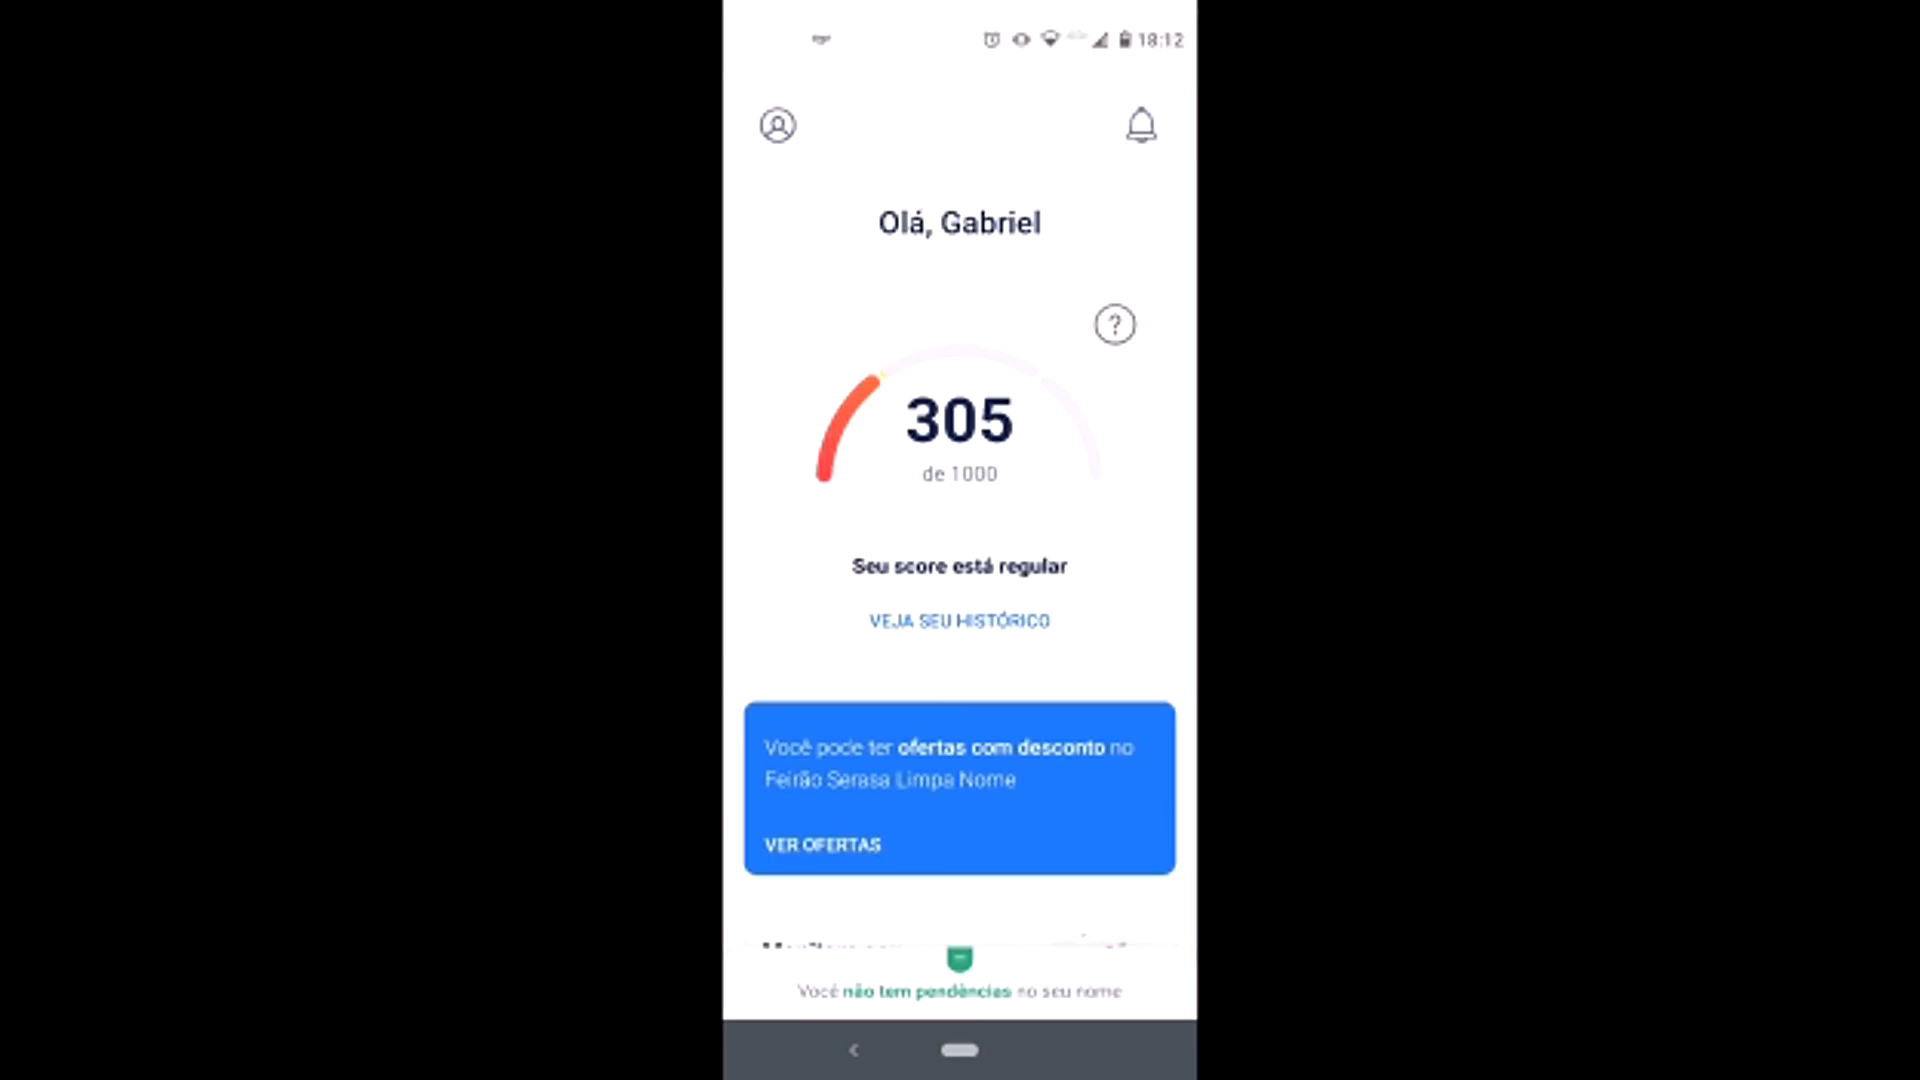 18:12
Olá, Gabriel
?
305
de 1000
Seu score está regular
VEJA SEU HISTÓRICO
Você pode ter ofertas com desconto no
Feirão Serasa Limpa Nome
VER OFERTAS
Você não tem pendências no seu nome